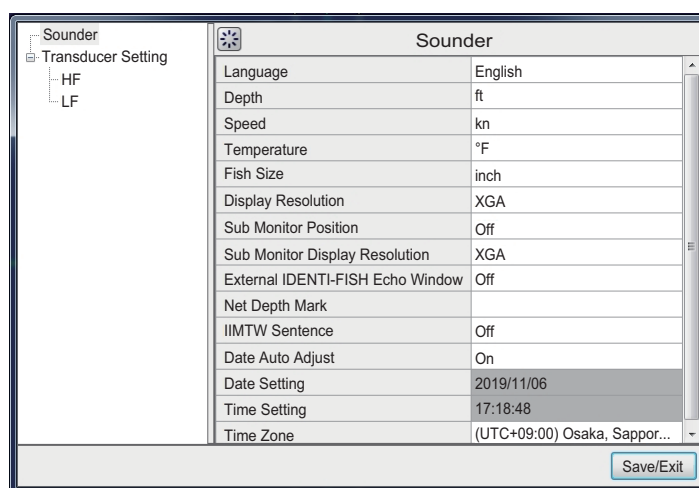 Sounder
Transducer Setting
HF
LF
Sounder
Language English
Depth ft
Speed kn
Temperature °F
Fish Size inch
Display Resolution XGA
Sub Monitor Position Off
Sub Monitor Display Resolution XGA
External IDENTI-FISH Echo Window Off
Net Depth Mark
IIMTW Sentence Off
Date Auto Adjust On
Date Setting 2019/11/06
Time Setting 17:18:48
Time Zone (UTC+09:00) Osaka, Sappor...
Save/Exit